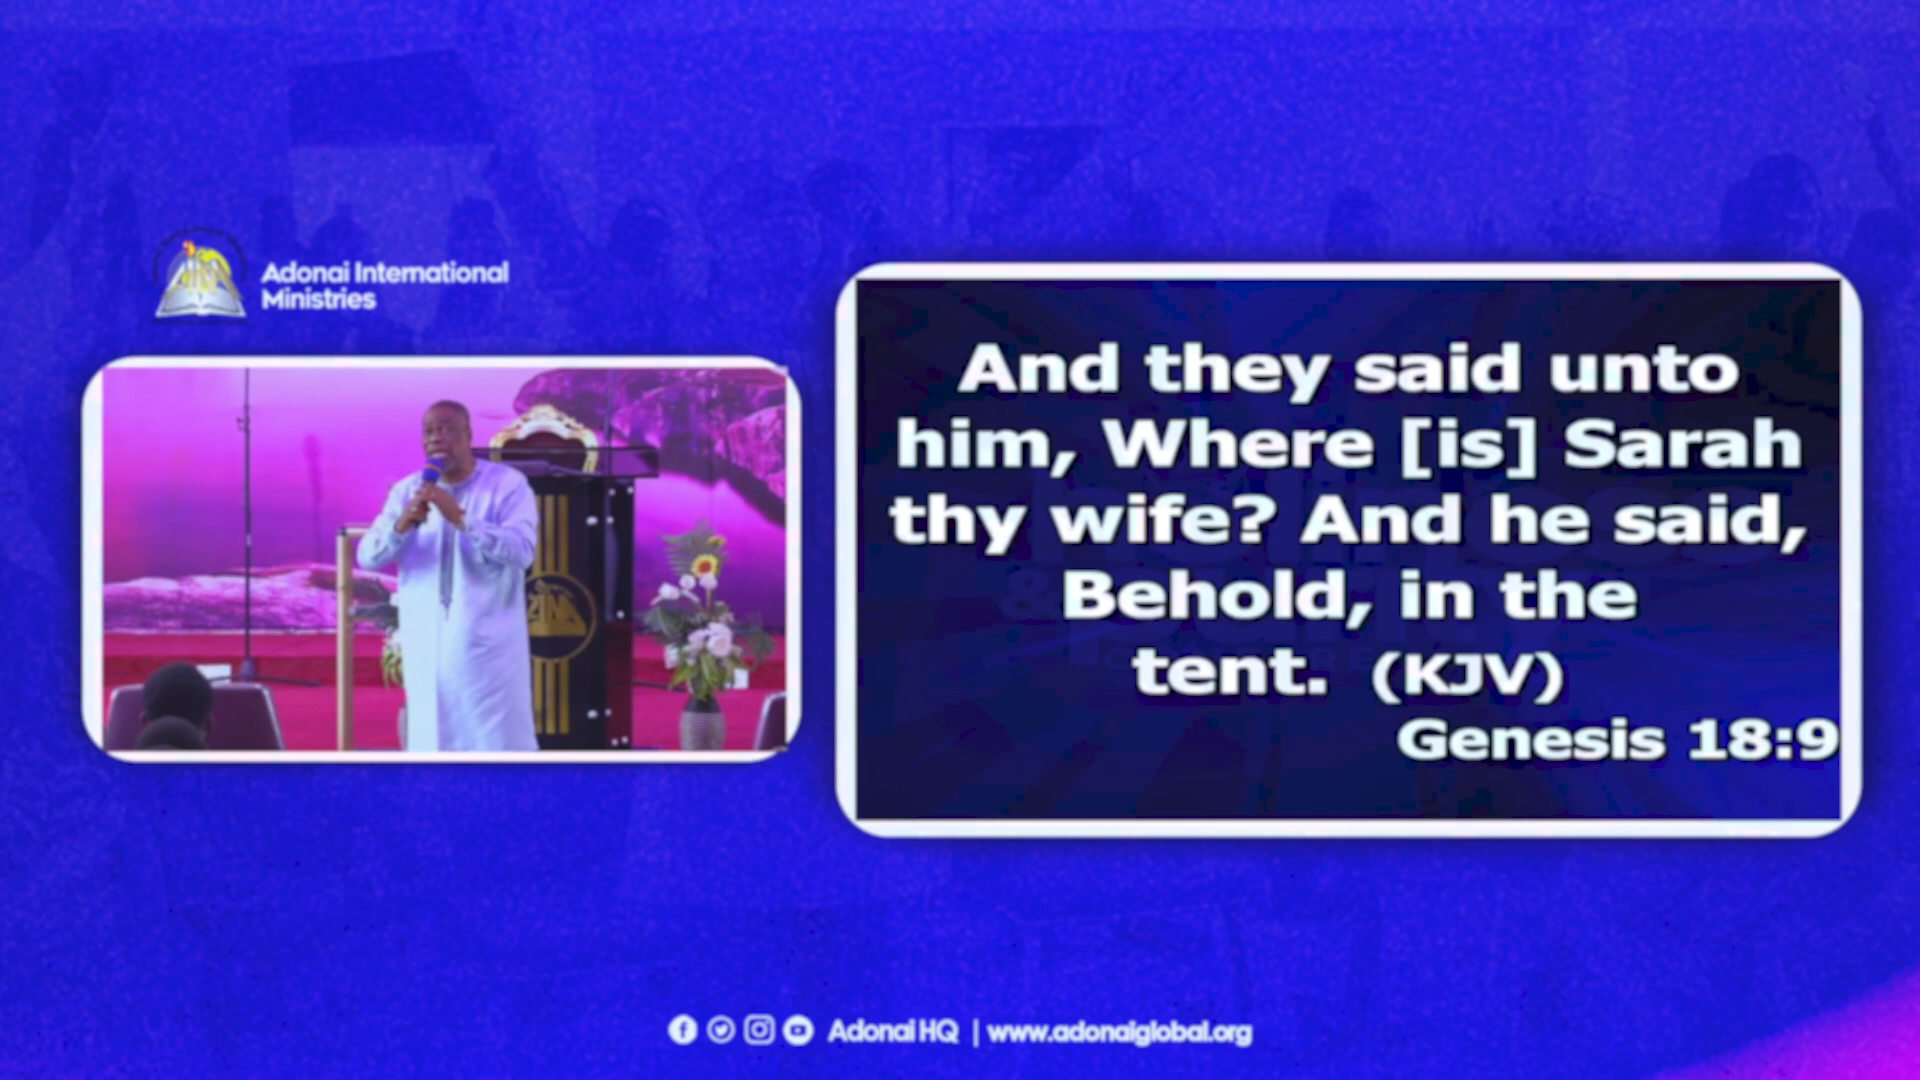 Adonai International
Ministries
And they said unto
him, Where [is] Sarah
thy wife? And he said,
Behold, in the
tent. (KJV)
Genesis 18:9
Adonai HQ | www.adonaiglobal.org